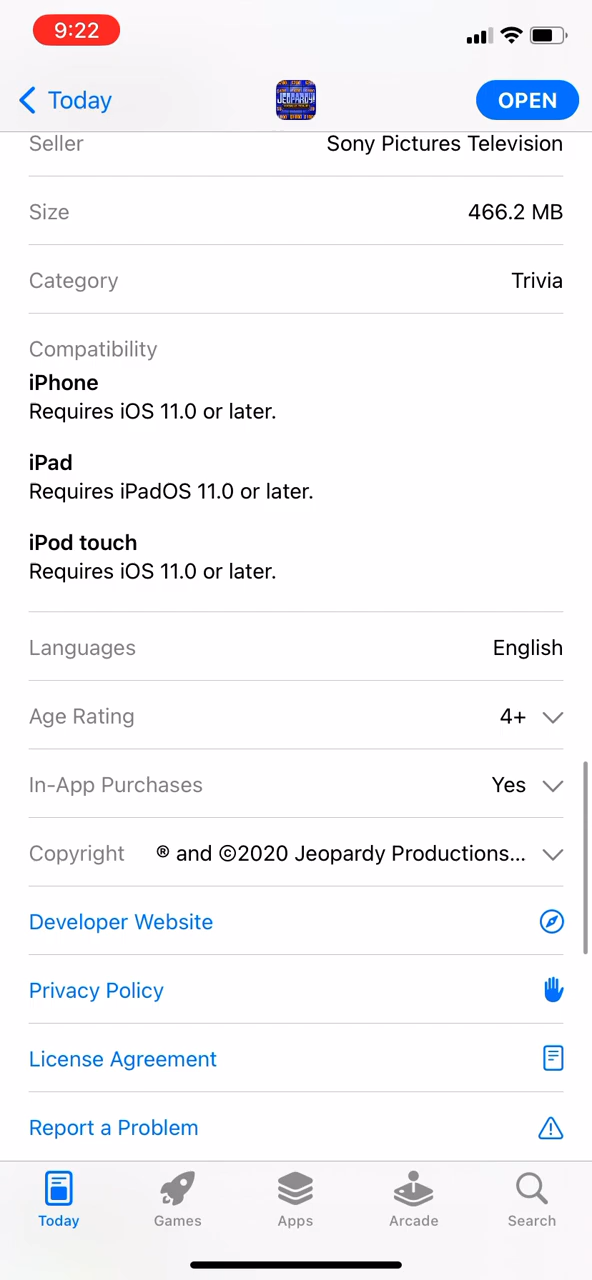 9:22
Today
JEOPARDY!
OPEN
Seller Sony Pictures Television
Size 466.2 MB
Category Trivia
Compatibility
iPhone
Requires iOS 11.0 or later.
iPad
Requires iPadOS 11.0 or later.
iPod touch
Requires iOS 11.0 or later.
Languages English
Age Rating 4+
In-App Purchases Yes
Copyright ® and ©2020 Jeopardy Productions...
Developer Website
Privacy Policy
License Agreement
Report a Problem
Today Games Apps Arcade Search